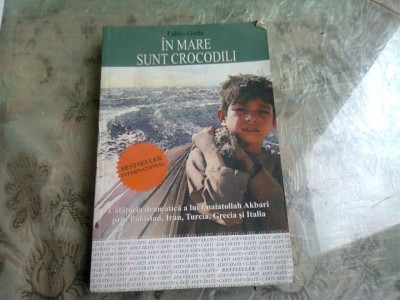 Fabio Geda
ÎN MARE
SUNT CROCODILI
BESTSELLER
INTERNAȚIONAL
Călătoria dramatică a lui Enaiatollah Akbari
prin Pakistan, Iran, Turcia, Grecia și Italia
BESTSELLER